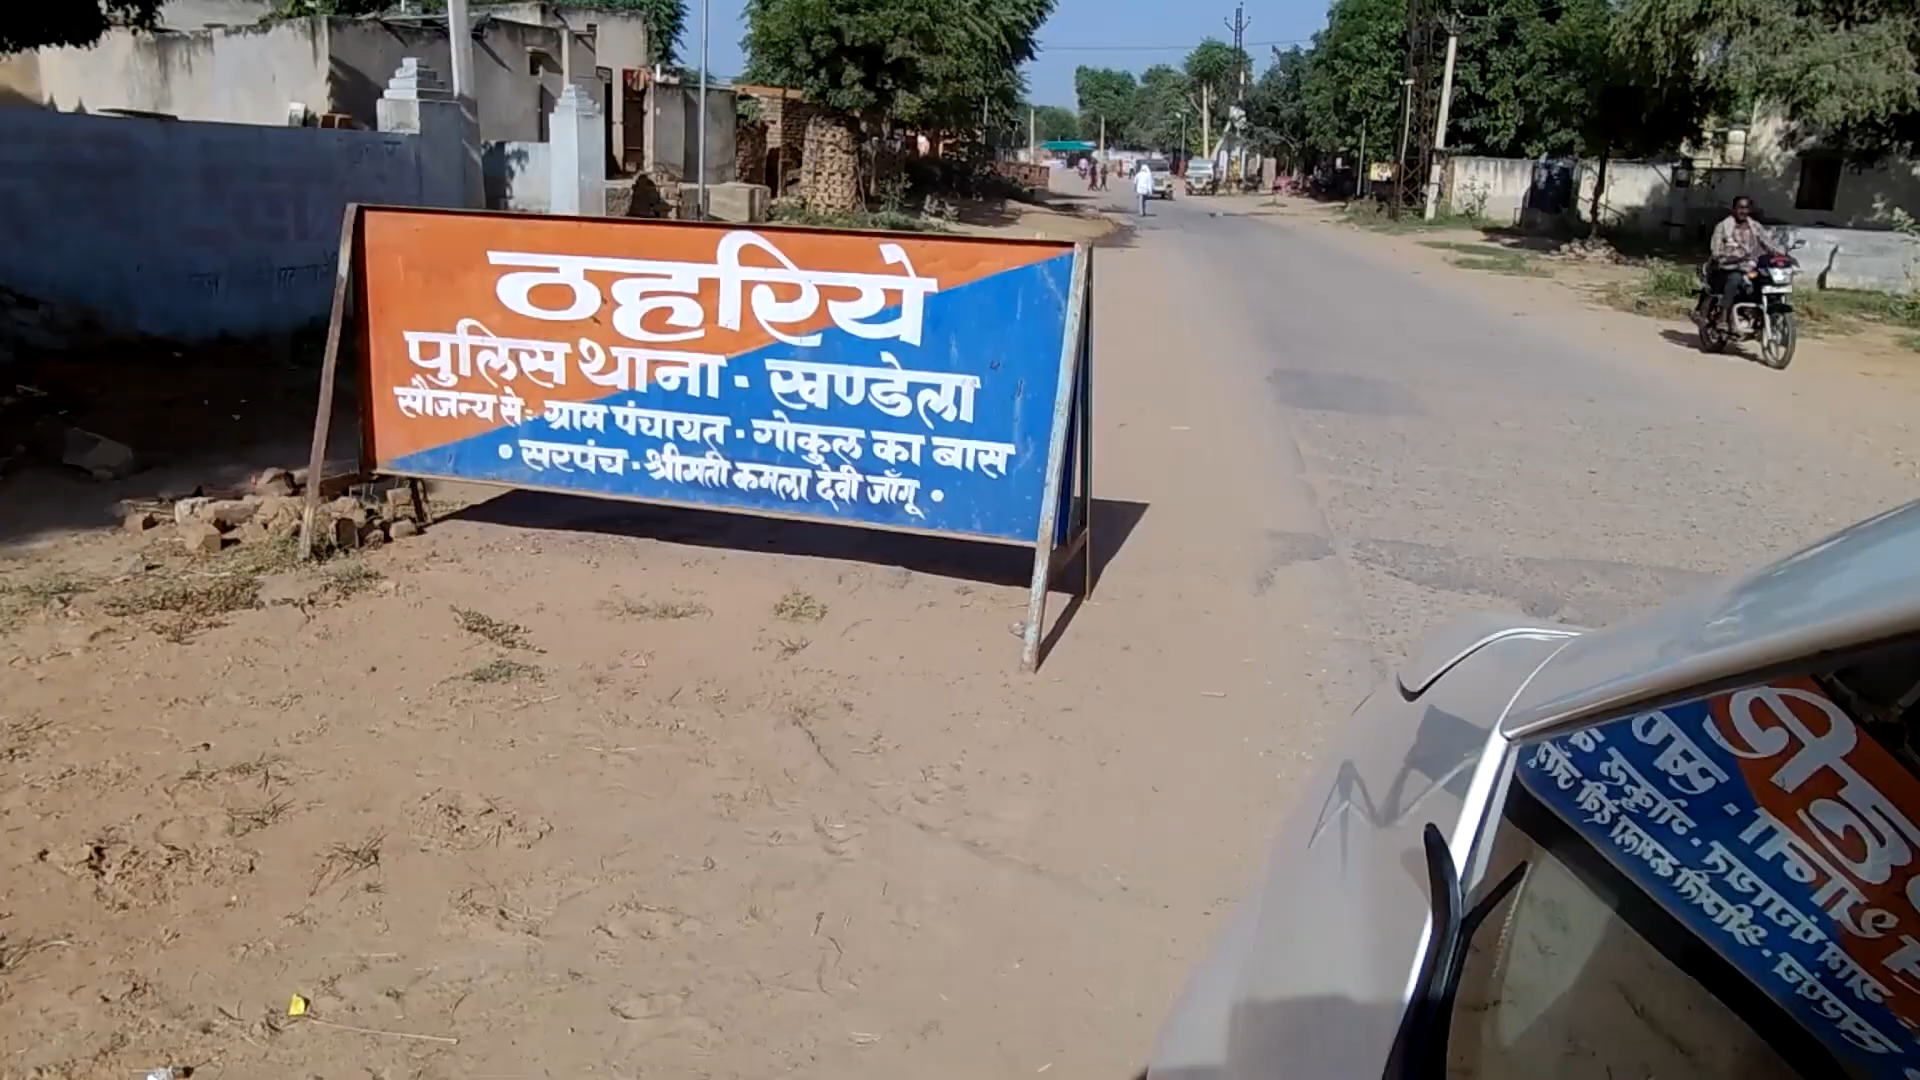 ठहरिये
पुलिस थाना - खण्डेला
सौजन्य से:- ग्राम पंचायत - गोकुल का बास
• सरपंच - श्रीमती कमला देवी जाँगू •